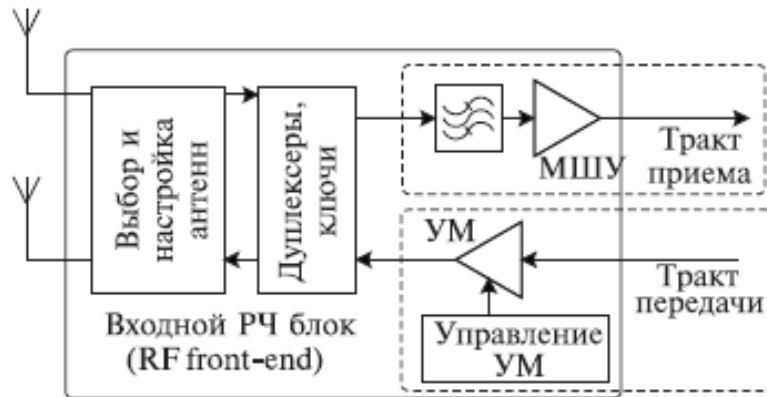 Выбор и
настройка
антенн
Дуплексеры,
ключи
МШУ
Тракт
приема
УМ
Тракт
передачи
Управление
УМ
Входной РЧ блок
(RF front-end)